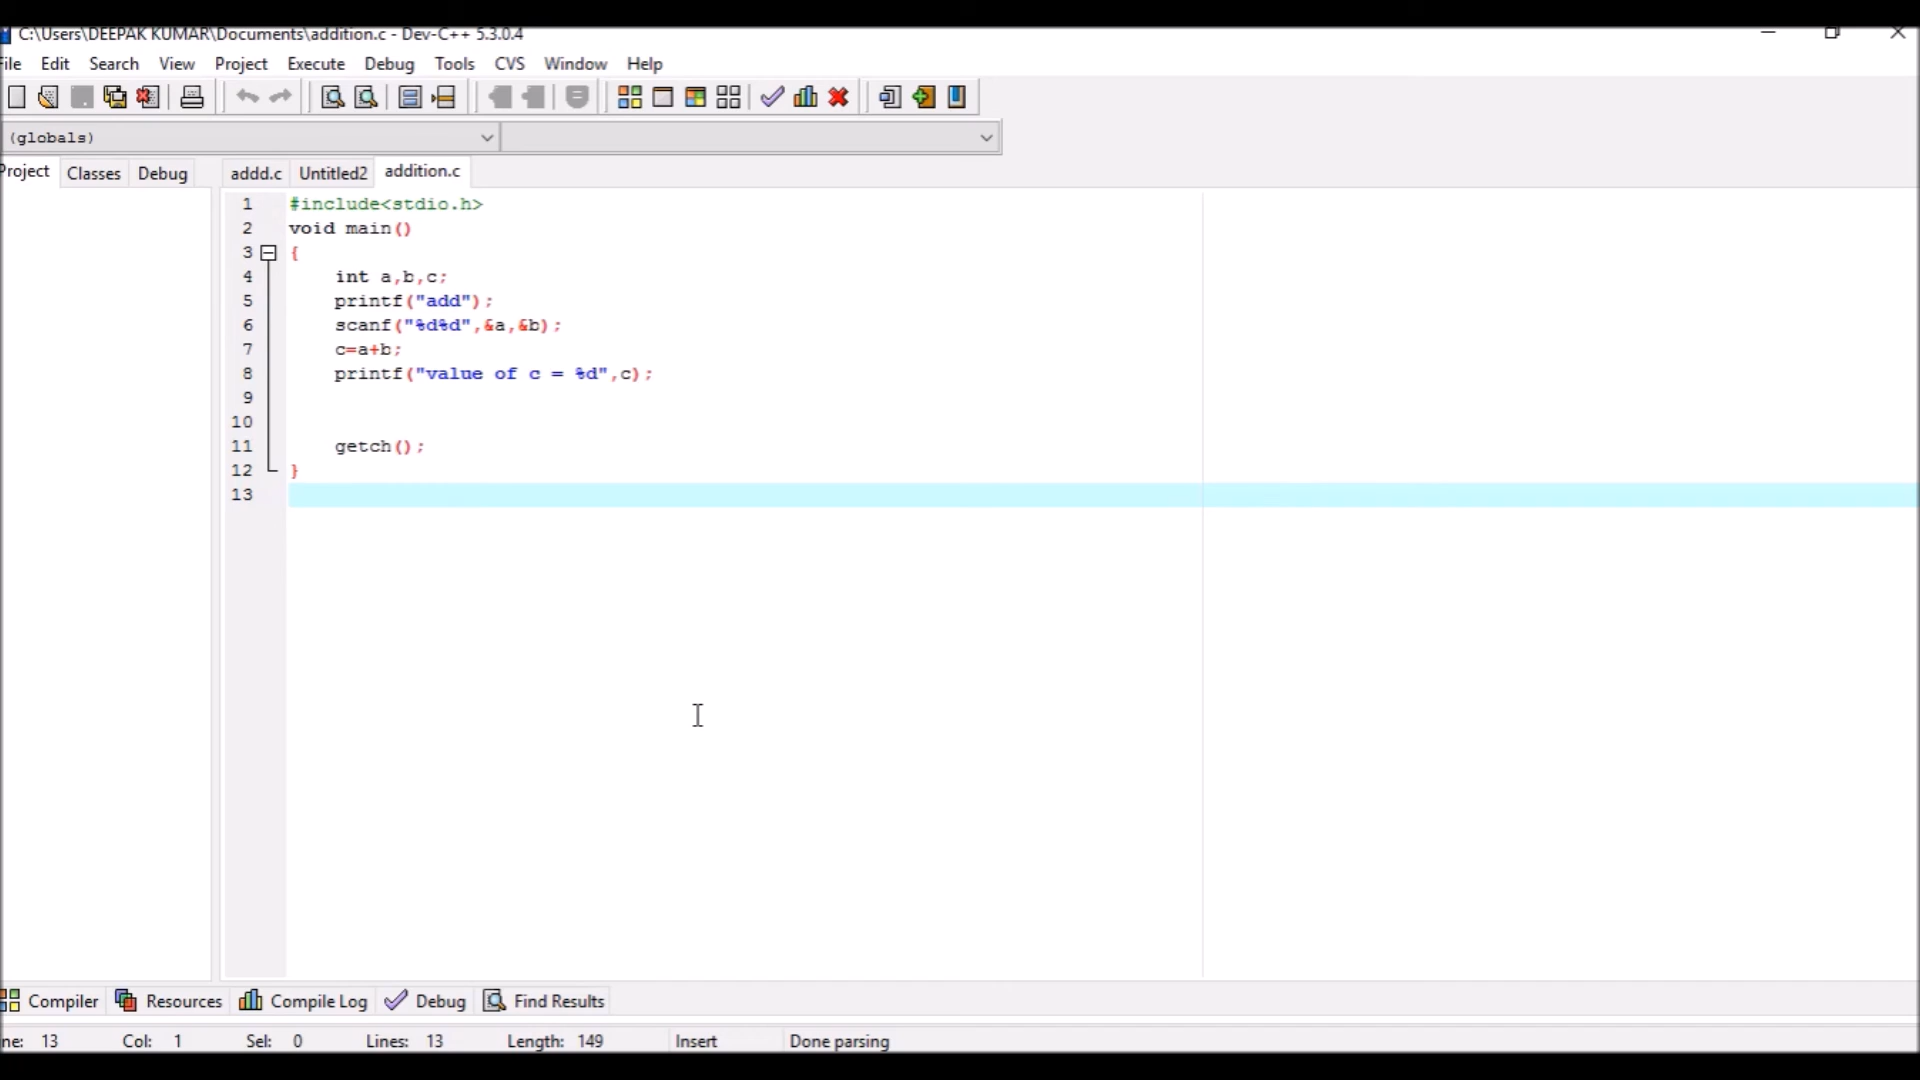 C:\Users\DEEPAK KUMAR\Documents\addition.c - Dev-C++ 5.3.0.4
ile Edit Search View Project Execute Debug Tools CVS Window Help
(globals)
Project Classes Debug
addd.c Untitled2 addition.c
1 #include<stdio.h>
2 void main()
3 {
4 int a,b,c;
5 printf("add");
6 scanf("%d%d",&a,&b);
7 c=a+b;
8 printf("value of c = %d",c);
9
10
11 getch();
12 }
13
Compiler Resources Compile Log Debug Find Results
ne: 13 Col: 1 Sel: 0 Lines: 13 Length: 149 Insert Done parsing